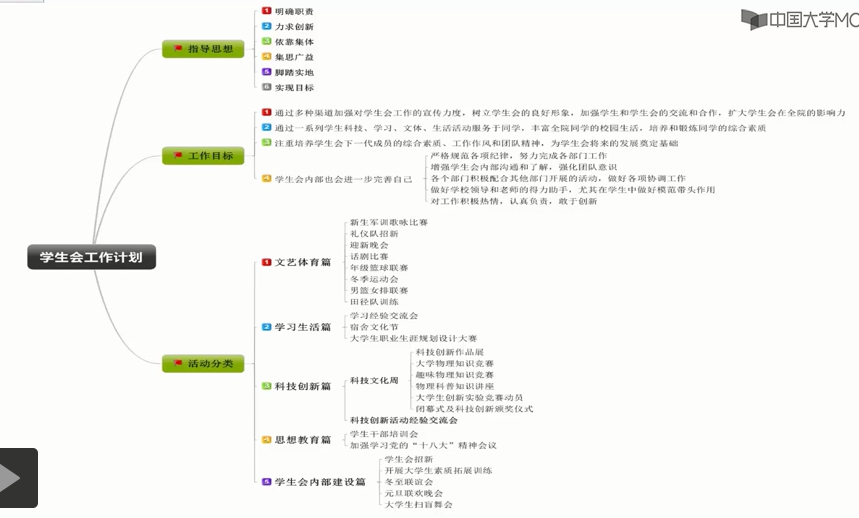 中国大学MO
学生会工作计划
指导思想
1 明确职责
2 力求创新
3 依靠集体
4 集思广益
5 脚踏实地
6 实现目标
工作目标
1 通过多种渠道加强对学生会工作的宣传力度，树立学生会的良好形象，加强学生和学生会的交流和合作，扩大学生会在全院的影响力
2 通过一系列学生科技、学习、文体、生活活动服务于同学，丰富全院同学的校园生活，培养和锻炼同学的综合素质
3 注重培养学生会下一代成员的综合素质、工作作风和团队精神，为学生会将来的发展奠定基础
4 学生会内部也会进一步完善自己
严格规范各项纪律，努力完成各部门工作
增强学生会内部沟通和了解，强化团队意识
各个部门积极配合其他部门开展的活动，做好各项协调工作
做好学校领导和老师的得力助手，尤其在学生中做好模范带头作用
对工作积极热情，认真负责，敢于创新
活动分类
1 文艺体育篇
新生军训歌咏比赛
礼仪队招新
迎新晚会
话剧比赛
年级篮球联赛
冬季运动会
男篮女排联赛
田径队训练
2 学习生活篇
学习经验交流会
宿舍文化节
大学生职业生涯规划设计大赛
3 科技创新篇
科技文化周
科技创新作品展
大学物理知识竞赛
趣味物理知识竞赛
物理科普知识讲座
大学生创新实验竞赛动员
闭幕式及科技创新颁奖仪式
科技创新活动经验交流会
4 思想教育篇
学生干部培训会
加强学习党的“十八大”精神会议
5 学生会内部建设篇
学生会招新
开展大学生素质拓展训练
冬至联谊会
元旦联欢晚会
大学生扫盲舞会